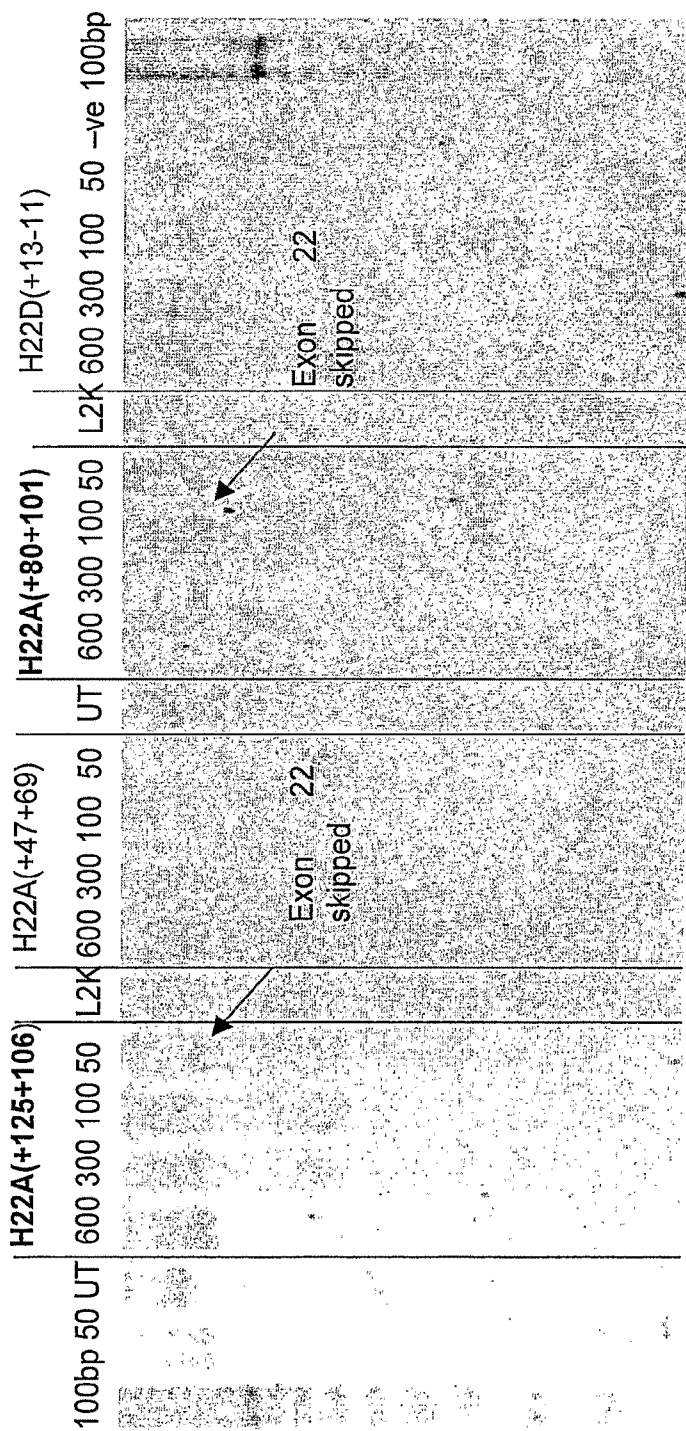 H22A(+125+106) H22A(+47+69) H22A(+80+101) H22D(+13-11)
100bp 50 UT 600 300 100 50 L2K 600 300 100 50 UT 600 300 100 50 L2K 600 300 100 50 –ve 100bp
Exon 22
skipped
Exon 22
skipped